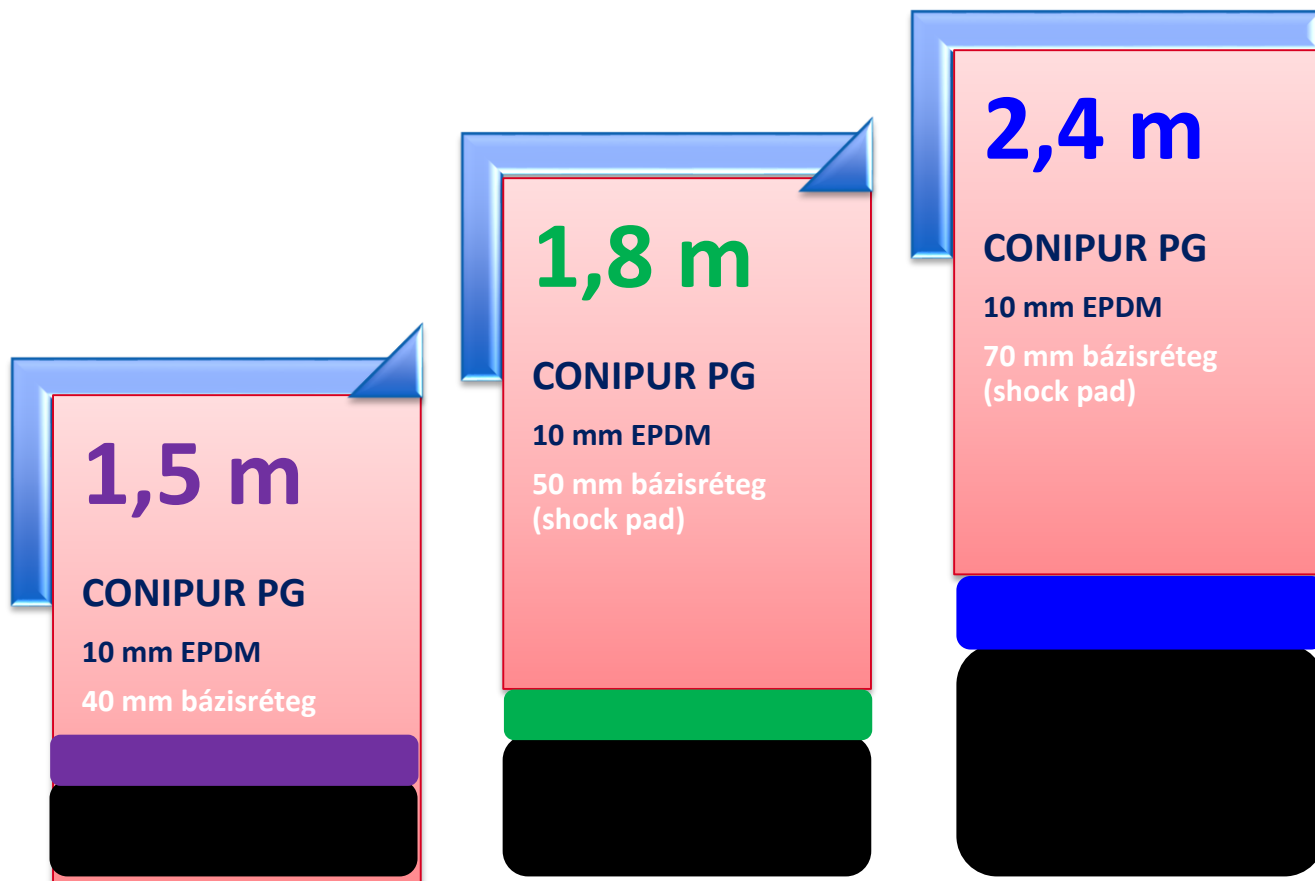 1,5 m
CONIPUR PG
10 mm EPDM
40 mm bázisréteg
1,8 m
CONIPUR PG
10 mm EPDM
50 mm bázisréteg
(shock pad)
2,4 m
CONIPUR PG
10 mm EPDM
70 mm bázisréteg
(shock pad)